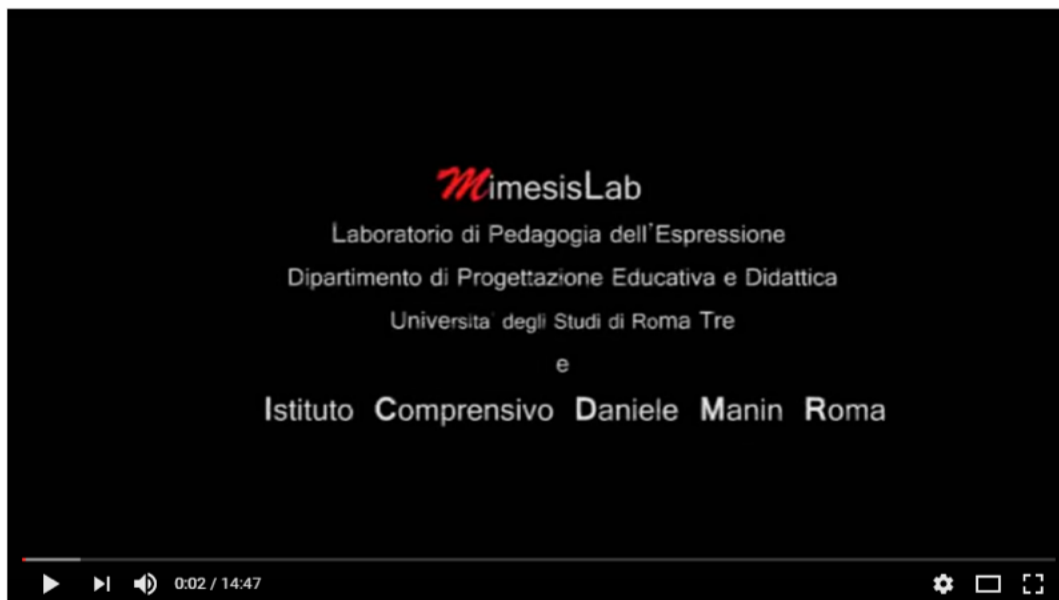 MimesisLab
Laboratorio di Pedagogia dell'Espressione
Dipartimento di Progettazione Educativa e Didattica
Universita' degli Studi di Roma Tre
e
Istituto Comprensivo Daniele Manin Roma
0:02 / 14:47